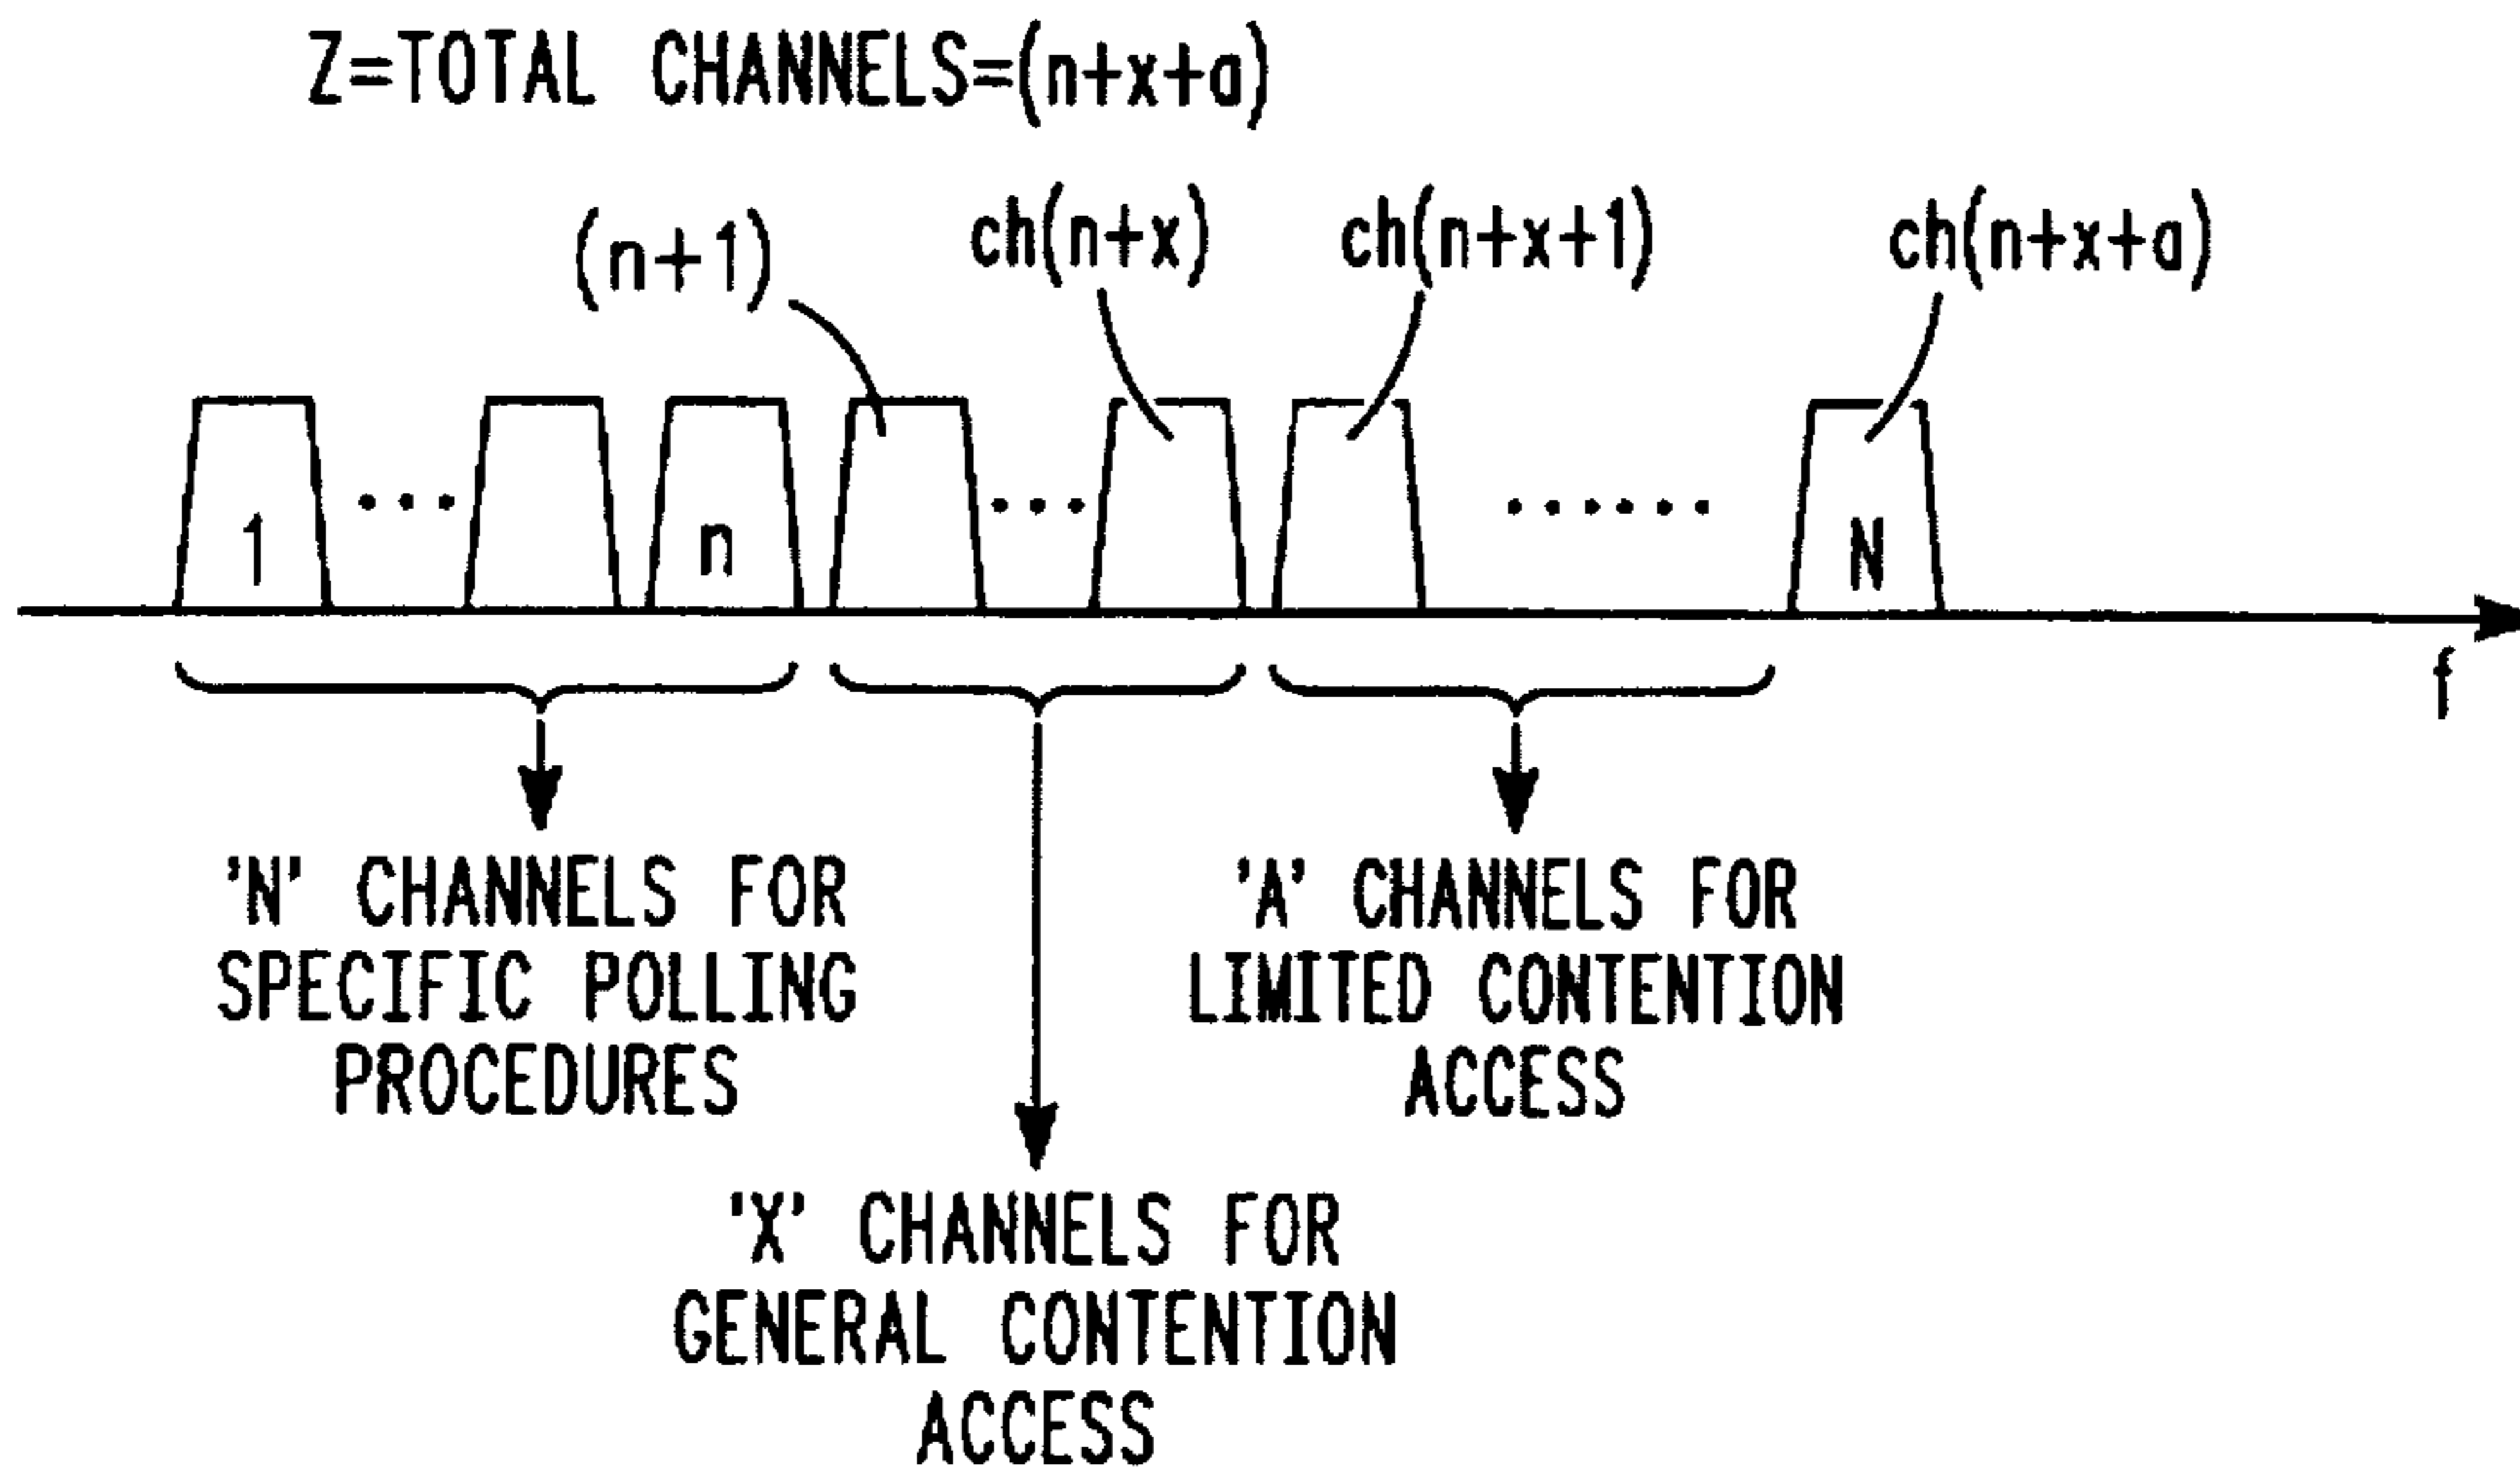 Z=TOTAL CHANNELS=(n+x+a)
(n+1)
ch(n+x)
ch(n+x+1)
ch(n+x+a)
1
n
N
f
'N' CHANNELS FOR
SPECIFIC POLLING
PROCEDURES
'A' CHANNELS FOR
LIMITED CONTENTION
ACCESS
'X' CHANNELS FOR
GENERAL CONTENTION
ACCESS